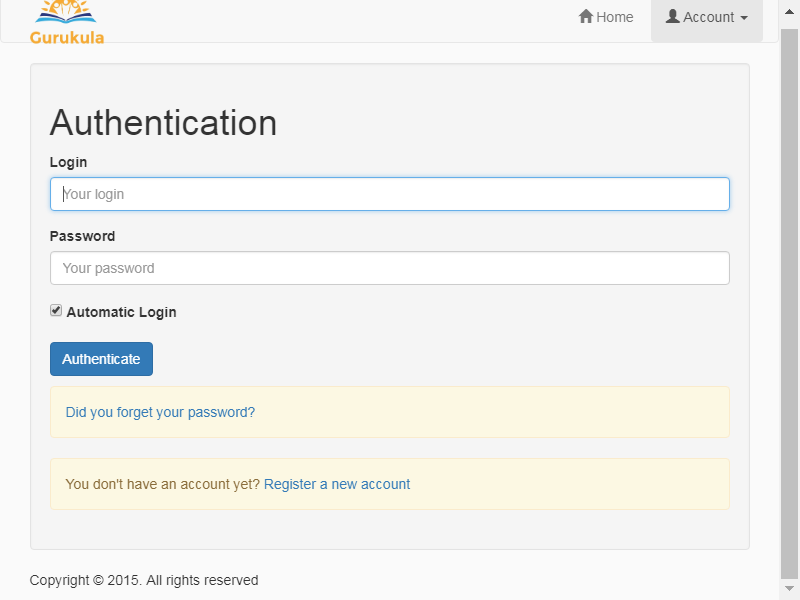 Gurukula
Home
Account
Authentication
Login
Your login
Password
Your password
Automatic Login
Authenticate
Did you forget your password?
You don't have an account yet? Register a new account
Copyright © 2015. All rights reserved